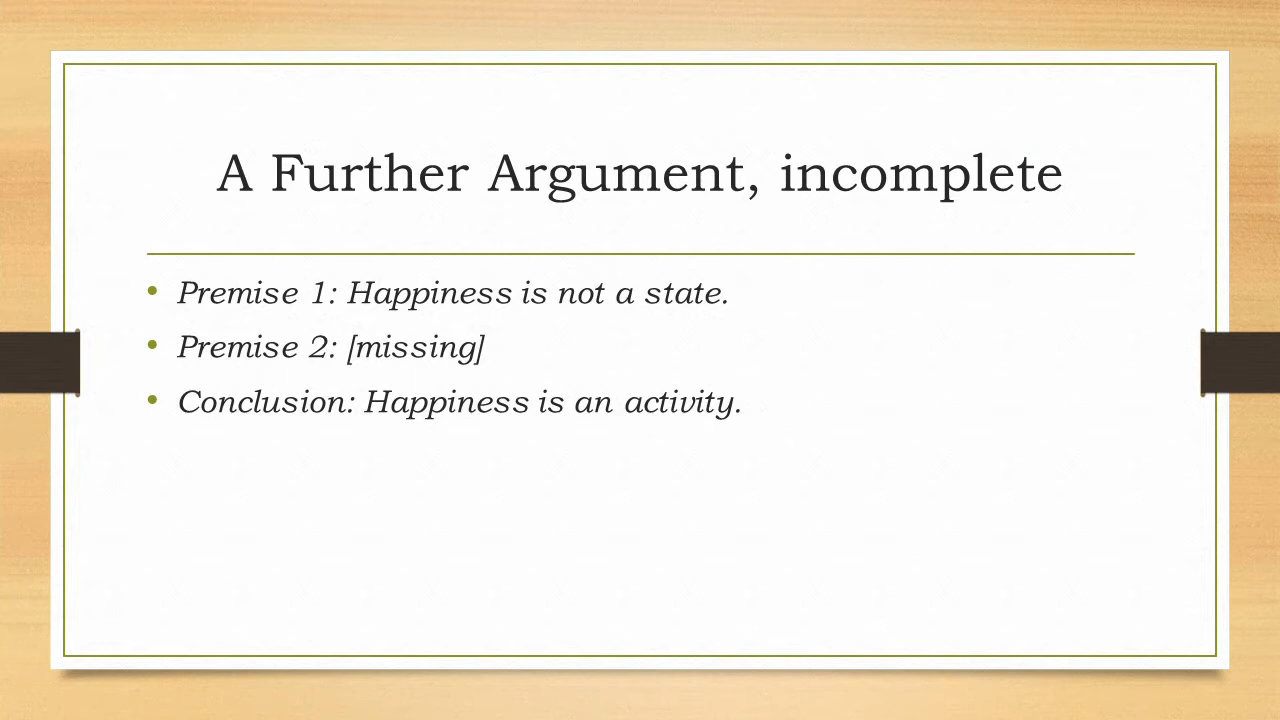 A Further Argument, incomplete
• Premise 1: Happiness is not a state.
• Premise 2: [missing]
• Conclusion: Happiness is an activity.